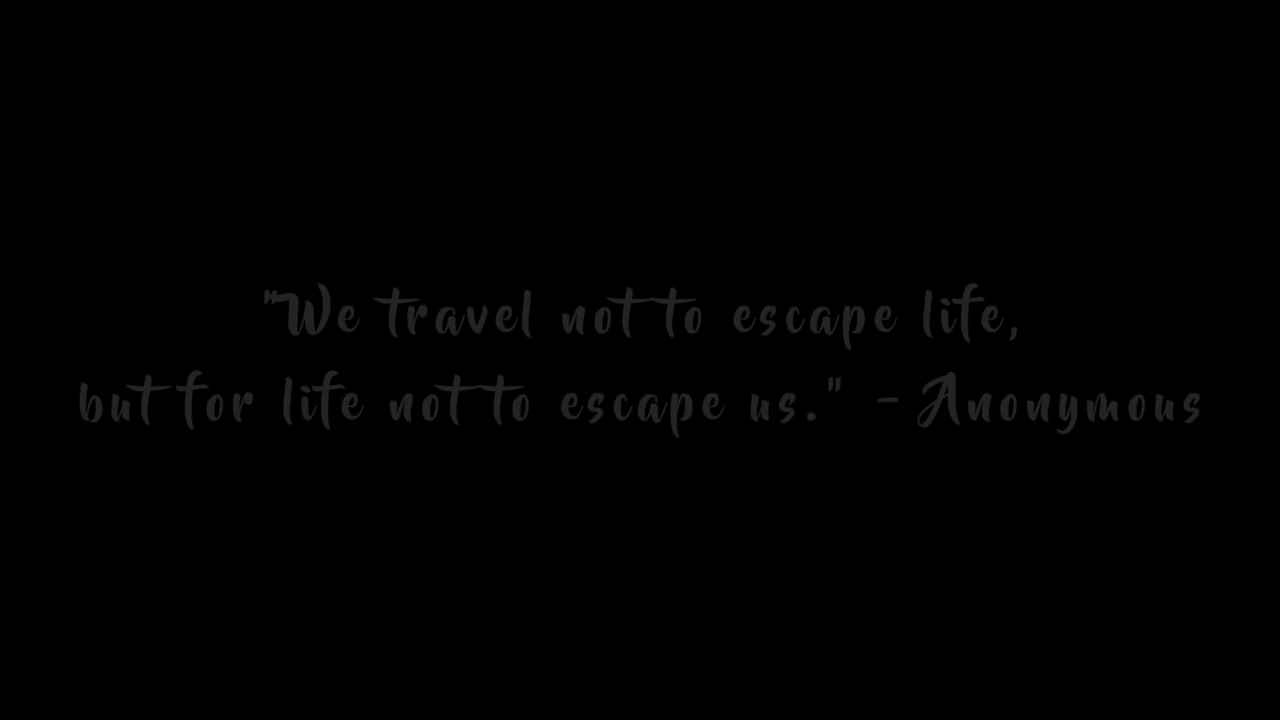 "We travel not to escape life,
but for life not to escape us." - Anonymous